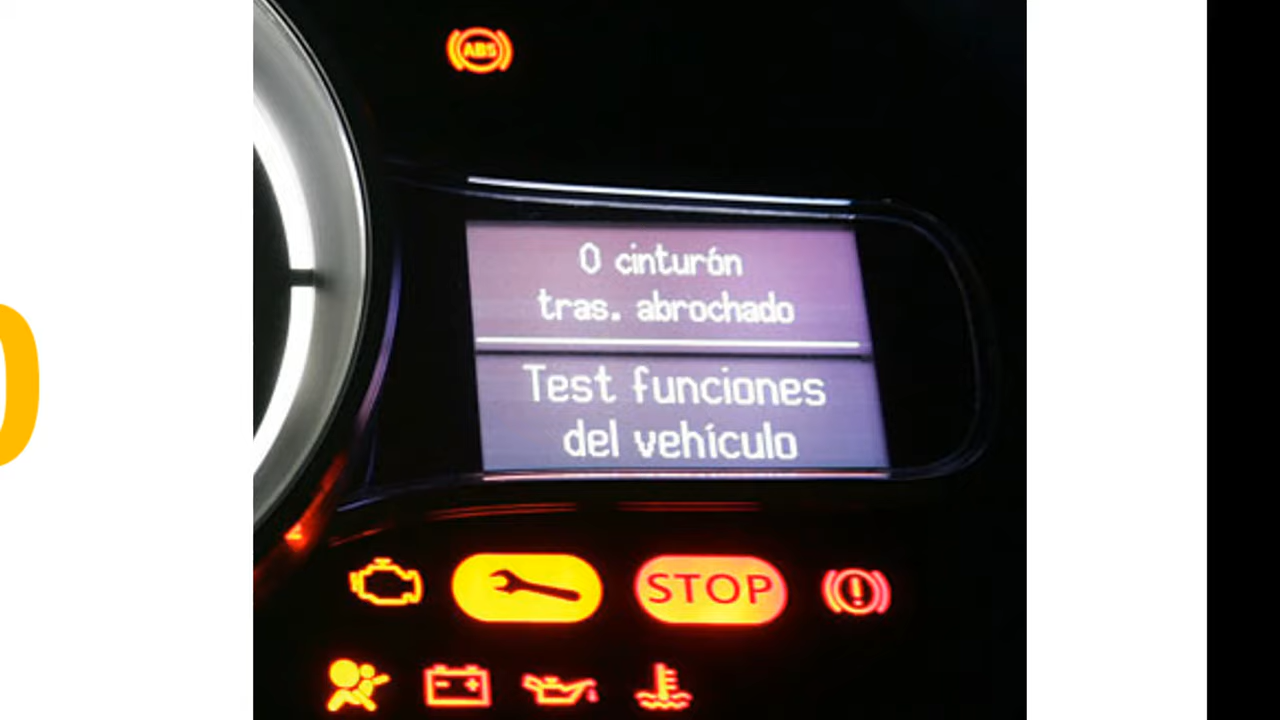 ABS
0 cinturón
tras. abrochado
Test funciones
del vehículo
STOP